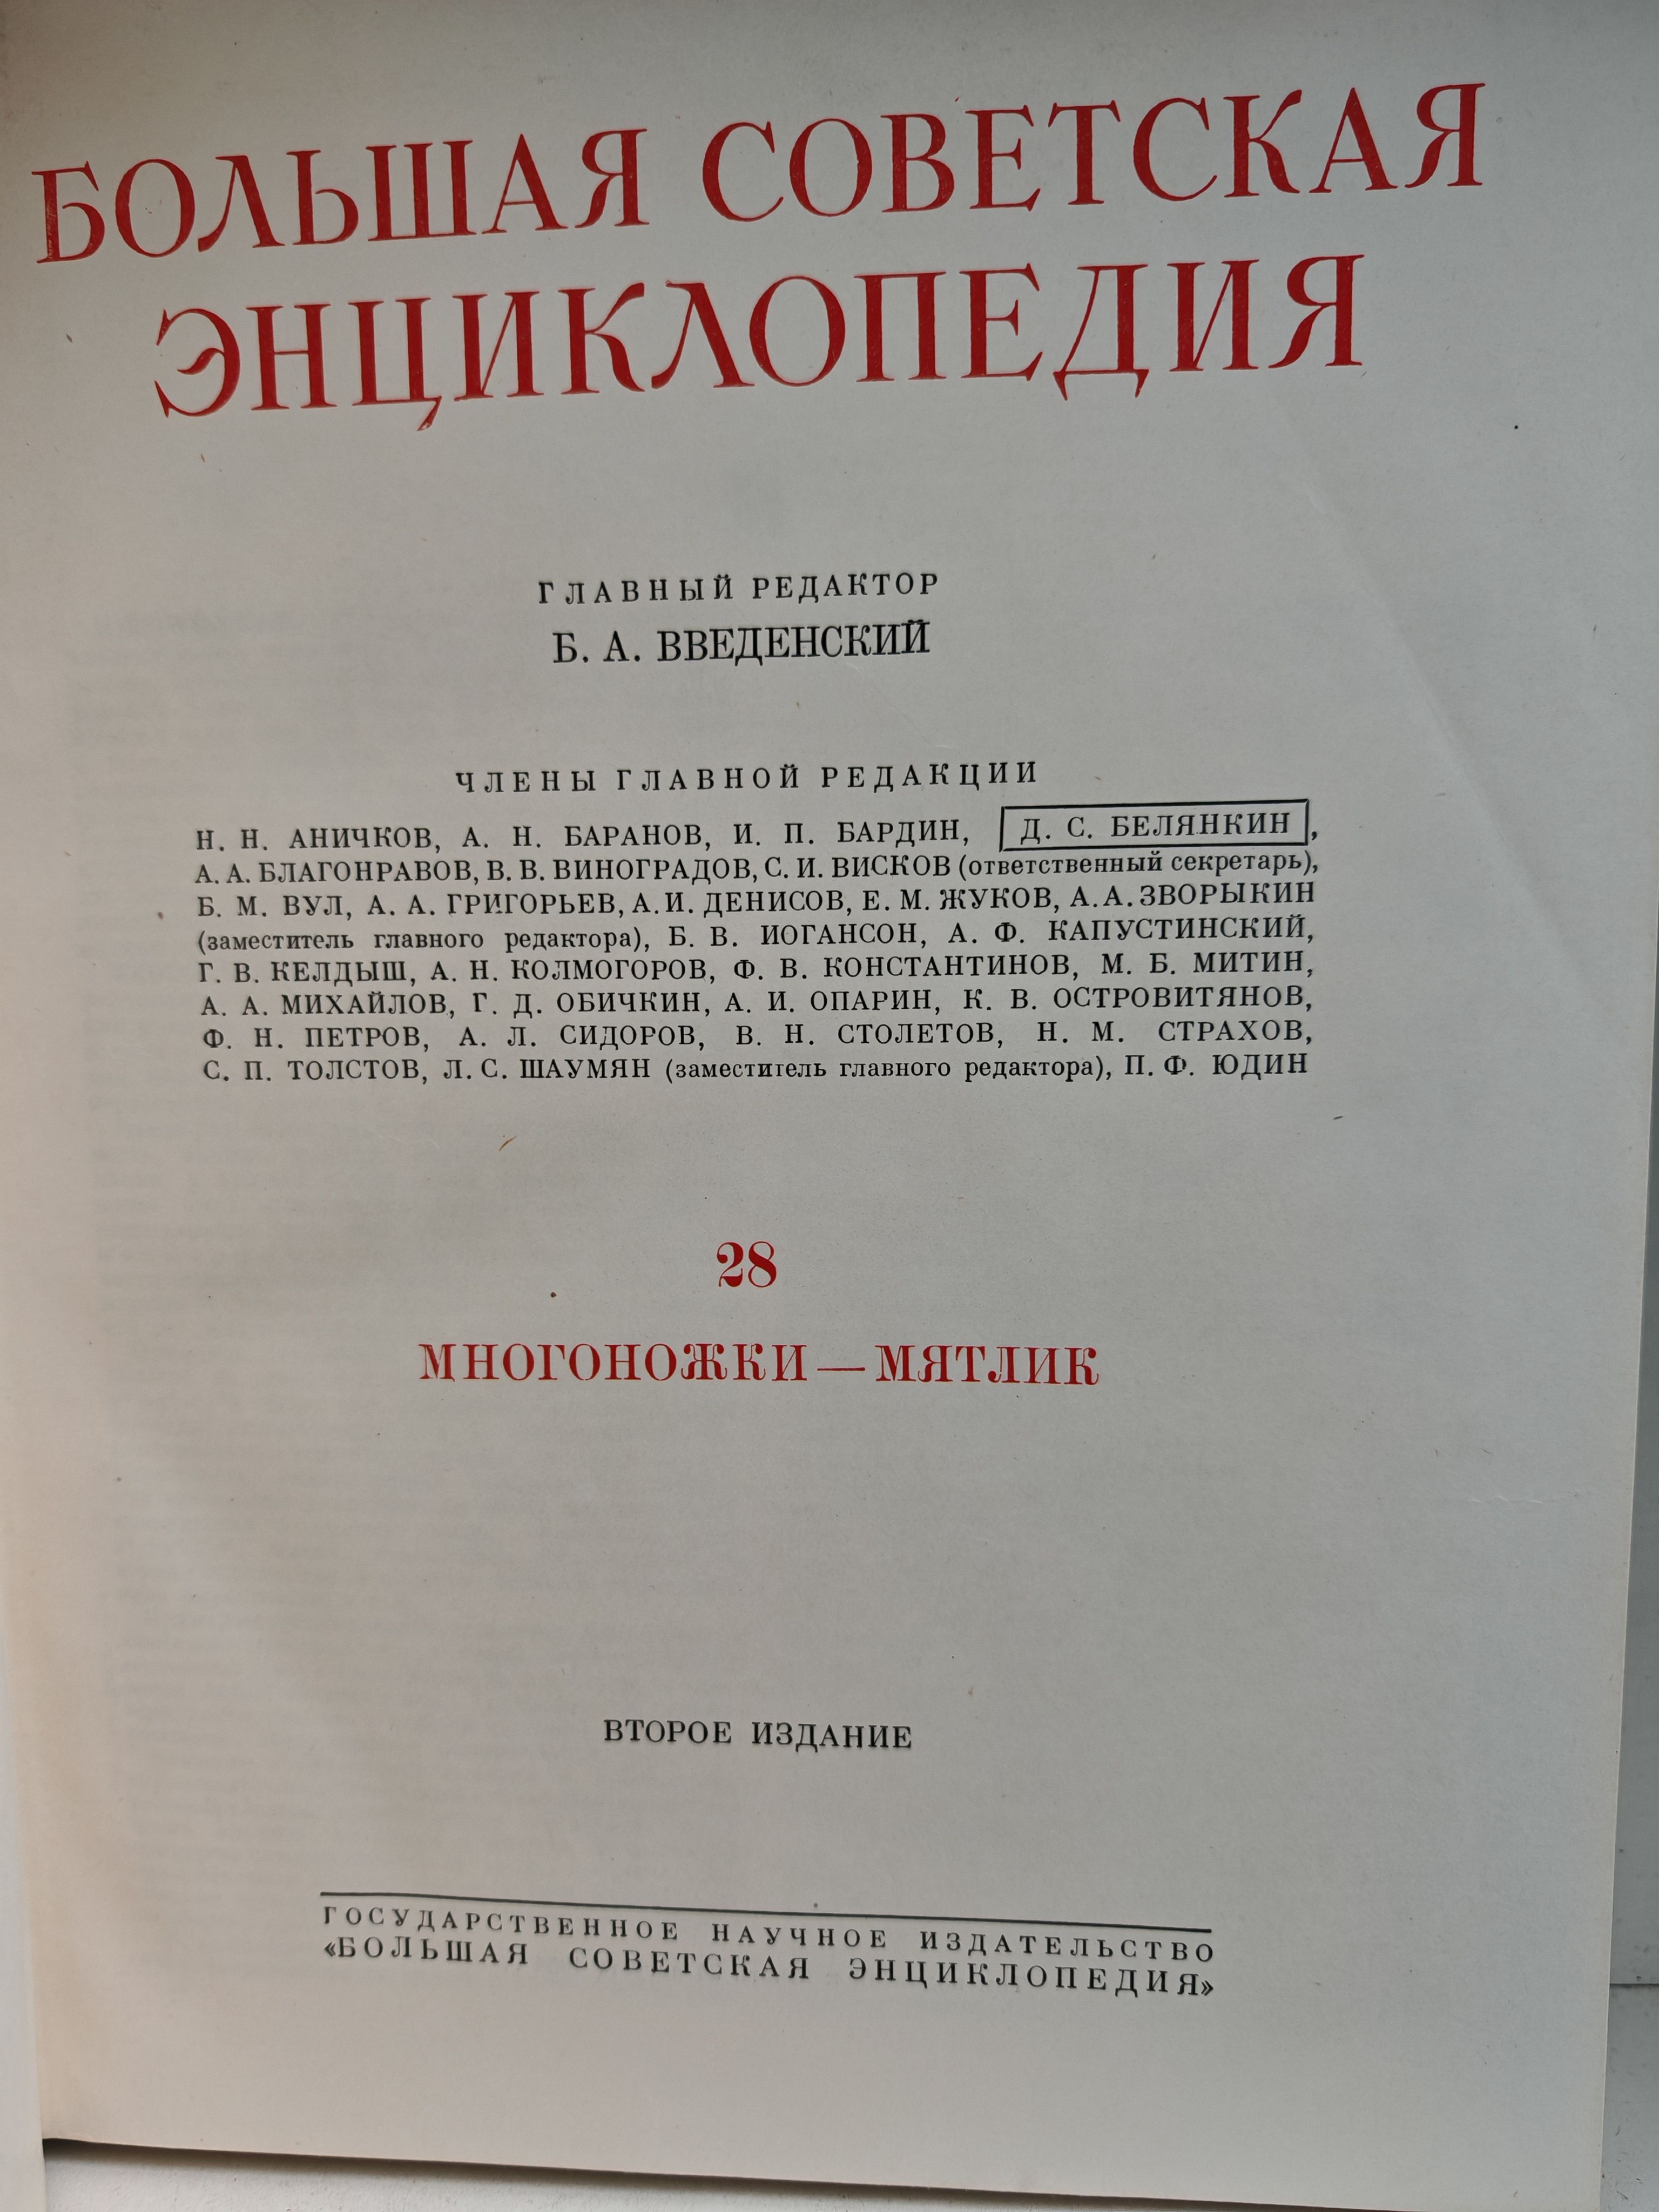 БОЛЬШАЯ СОВЕТСКАЯ
ЭНЦИКЛОПЕДИЯ
ГЛАВНЫЙ РЕДАКТОР
Б. А. ВВЕДЕНСКИЙ
ЧЛЕНЫ ГЛАВНОЙ РЕДАКЦИИ
Н. Н. АНИЧКОВ, А. Н. БАРАНОВ, И. П. БАРДИН, Д. С. БЕЛЯНКИН,
А. А. БЛАГОНРАВОВ, В. В. ВИНОГРАДОВ, С. И. ВИСКОВ (ответственный секретарь),
Б. М. ВУЛ, А. А. ГРИГОРЬЕВ, А. И. ДЕНИСОВ, Е. М. ЖУКОВ, А. А. ЗВОРЫКИН
(заместитель главного редактора), Б. В. ИОГАНСОН, А. Ф. КАПУСТИНСКИЙ,
Г. В. КЕЛДЫШ, А. Н. КОЛМОГОРОВ, Ф. В. КОНСТАНТИНОВ, М. Б. МИТИН,
А. А. МИХАЙЛОВ, Г. Д. ОБИЧКИН, А. И. ОПАРИН, К. В. ОСТРОВИТЯНОВ,
Ф. Н. ПЕТРОВ, А. Л. СИДОРОВ, В. Н. СТОЛЕТОВ, Н. М. СТРАХОВ,
С. П. ТОЛСТОВ, Л. С. ШАУМЯН (заместитель главного редактора), П. Ф. ЮДИН
28
МНОГОНОЖКИ — МЯТЛИК
ВТОРОЕ ИЗДАНИЕ
ГОСУДАРСТВЕННОЕ НАУЧНОЕ ИЗДАТЕЛЬСТВО
«БОЛЬШАЯ СОВЕТСКАЯ ЭНЦИКЛОПЕДИЯ»